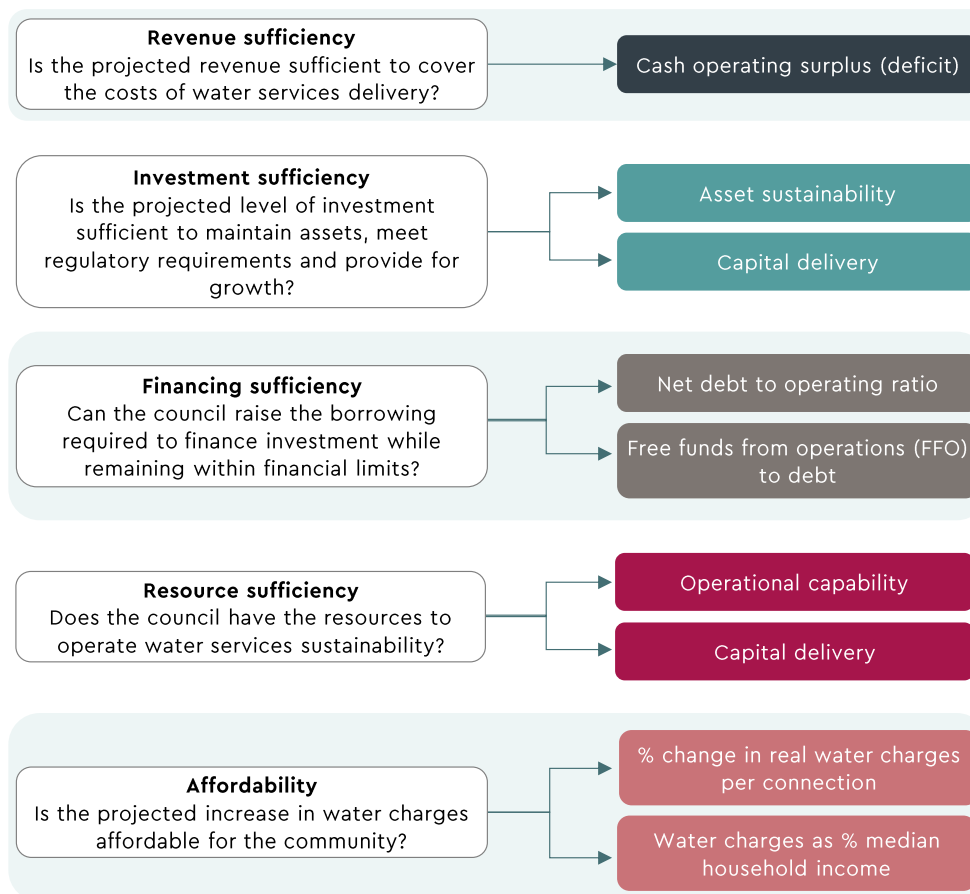 Revenue sufficiency
Is the projected revenue sufficient to cover
the costs of water services delivery?
Cash operating surplus (deficit)
Investment sufficiency
Is the projected level of investment
sufficient to maintain assets, meet
regulatory requirements and provide for
growth?
Asset sustainability
Capital delivery
Financing sufficiency
Can the council raise the borrowing
required to finance investment while
remaining within financial limits?
Net debt to operating ratio
Free funds from operations (FFO)
to debt
Resource sufficiency
Does the council have the resources to
operate water services sustainability?
Operational capability
Capital delivery
Affordability
Is the projected increase in water charges
affordable for the community?
% change in real water charges
per connection
Water charges as % median
household income